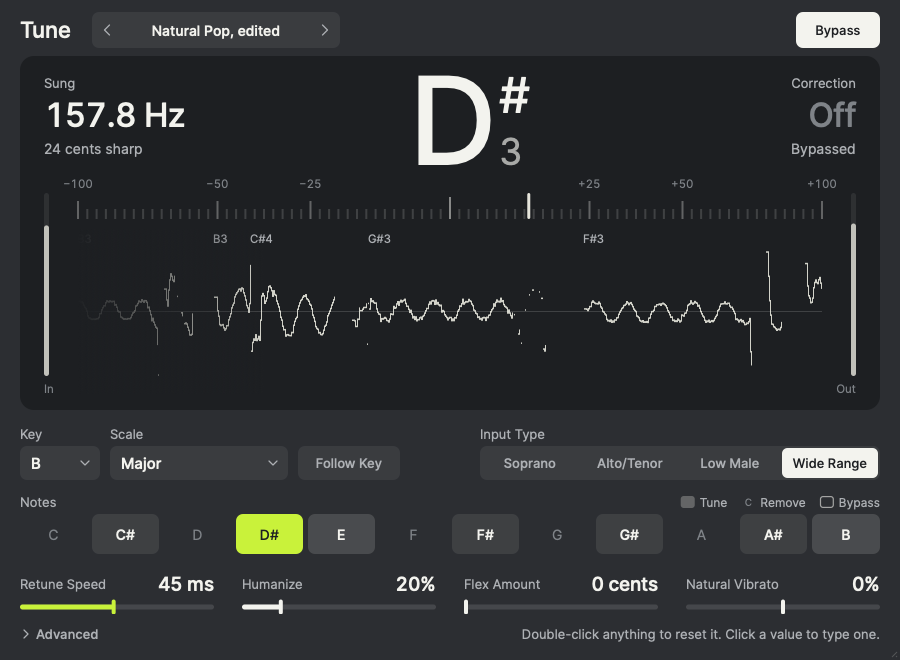 Tune
Natural Pop, edited
Bypass
Sung
157.8 Hz
24 cents sharp
D#
3
Correction
Off
Bypassed
−100 −50 −25 +25 +50 +100
B3 C#4 G#3 F#3
In
Out
Key
Scale
Input Type
B
Major
Follow Key
Soprano
Alto/Tenor
Low Male
Wide Range
Notes
Tune
C Remove
Bypass
C C# D D# E F F# G G# A A# B
Retune Speed 45 ms
Humanize 20%
Flex Amount 0 cents
Natural Vibrato 0%
Advanced
Double-click anything to reset it. Click a value to type one.